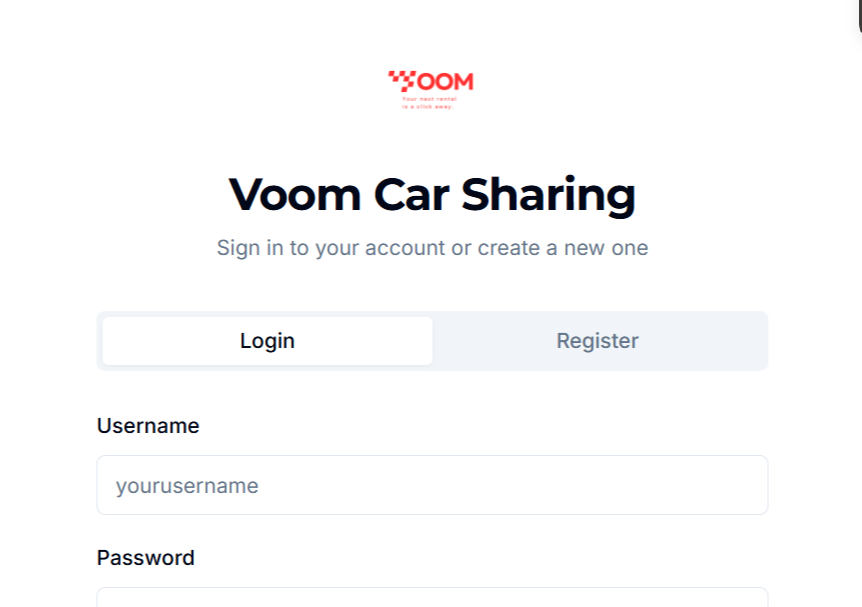 VOOM
Your next rental
is a click away.
Voom Car Sharing
Sign in to your account or create a new one
Login
Register
Username
yourusername
Password